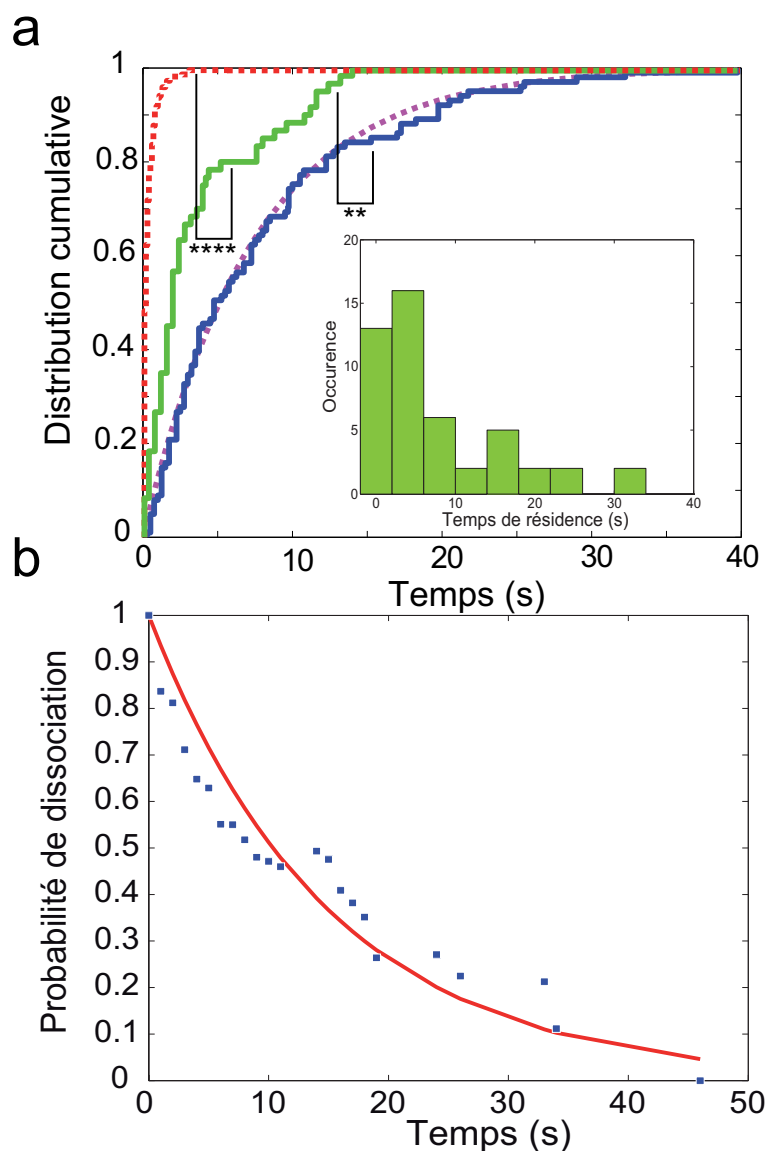 a
Distribution cumulative
1
0.8
0.6
0.4
0.2
0
0 10 20 30 40
Temps (s)
****
**
Occurence
20
15
10
5
0
0 10 20 30 40
Temps de résidence (s)
b
Probabilité de dissociation
1
0.9
0.8
0.7
0.6
0.5
0.4
0.3
0.2
0.1
0
0 10 20 30 40 50
Temps (s)